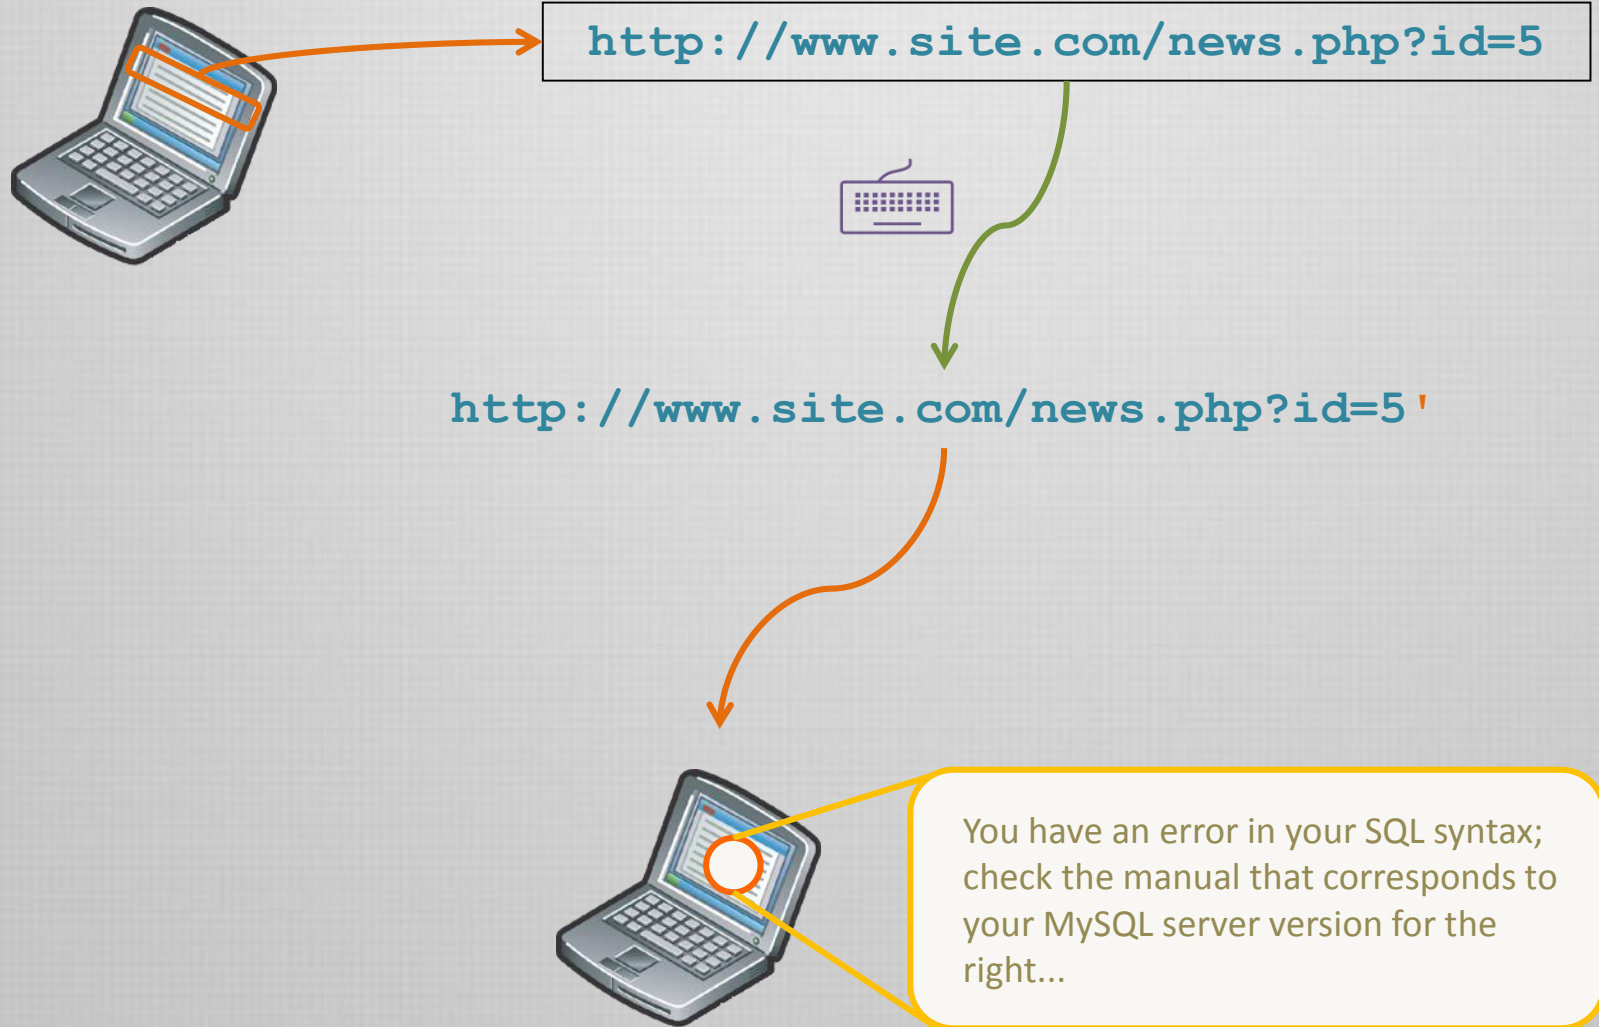 http://www.site.com/news.php?id=5
http://www.site.com/news.php?id=5'
You have an error in your SQL syntax;
check the manual that corresponds to
your MySQL server version for the
right...